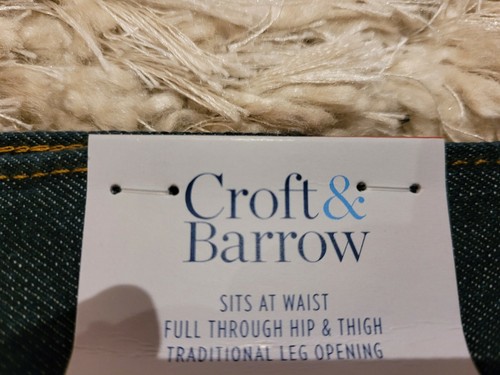 Croft&
Barrow
SITS AT WAIST
FULL THROUGH HIP & THIGH
TRADITIONAL LEG OPENING